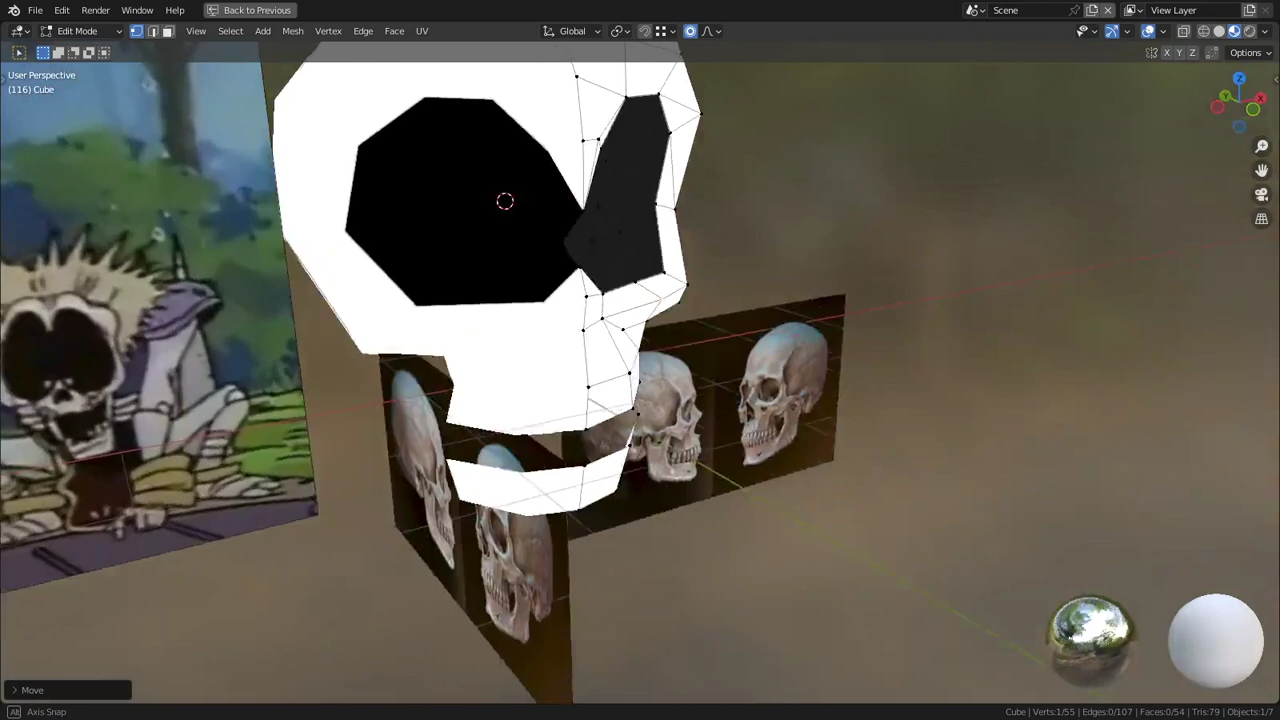 File Edit Render Window Help Back to Previous Scene View Layer
Edit Mode View Select Add Mesh Vertex Edge Face UV Global
X Y Z Options
User Perspective
(116) Cube
Z
Y
X
Move
Alt Axis Snap Cube | Verts:1/55 | Edges:0/107 | Faces:0/54 | Tris:79 | Objects:1/7